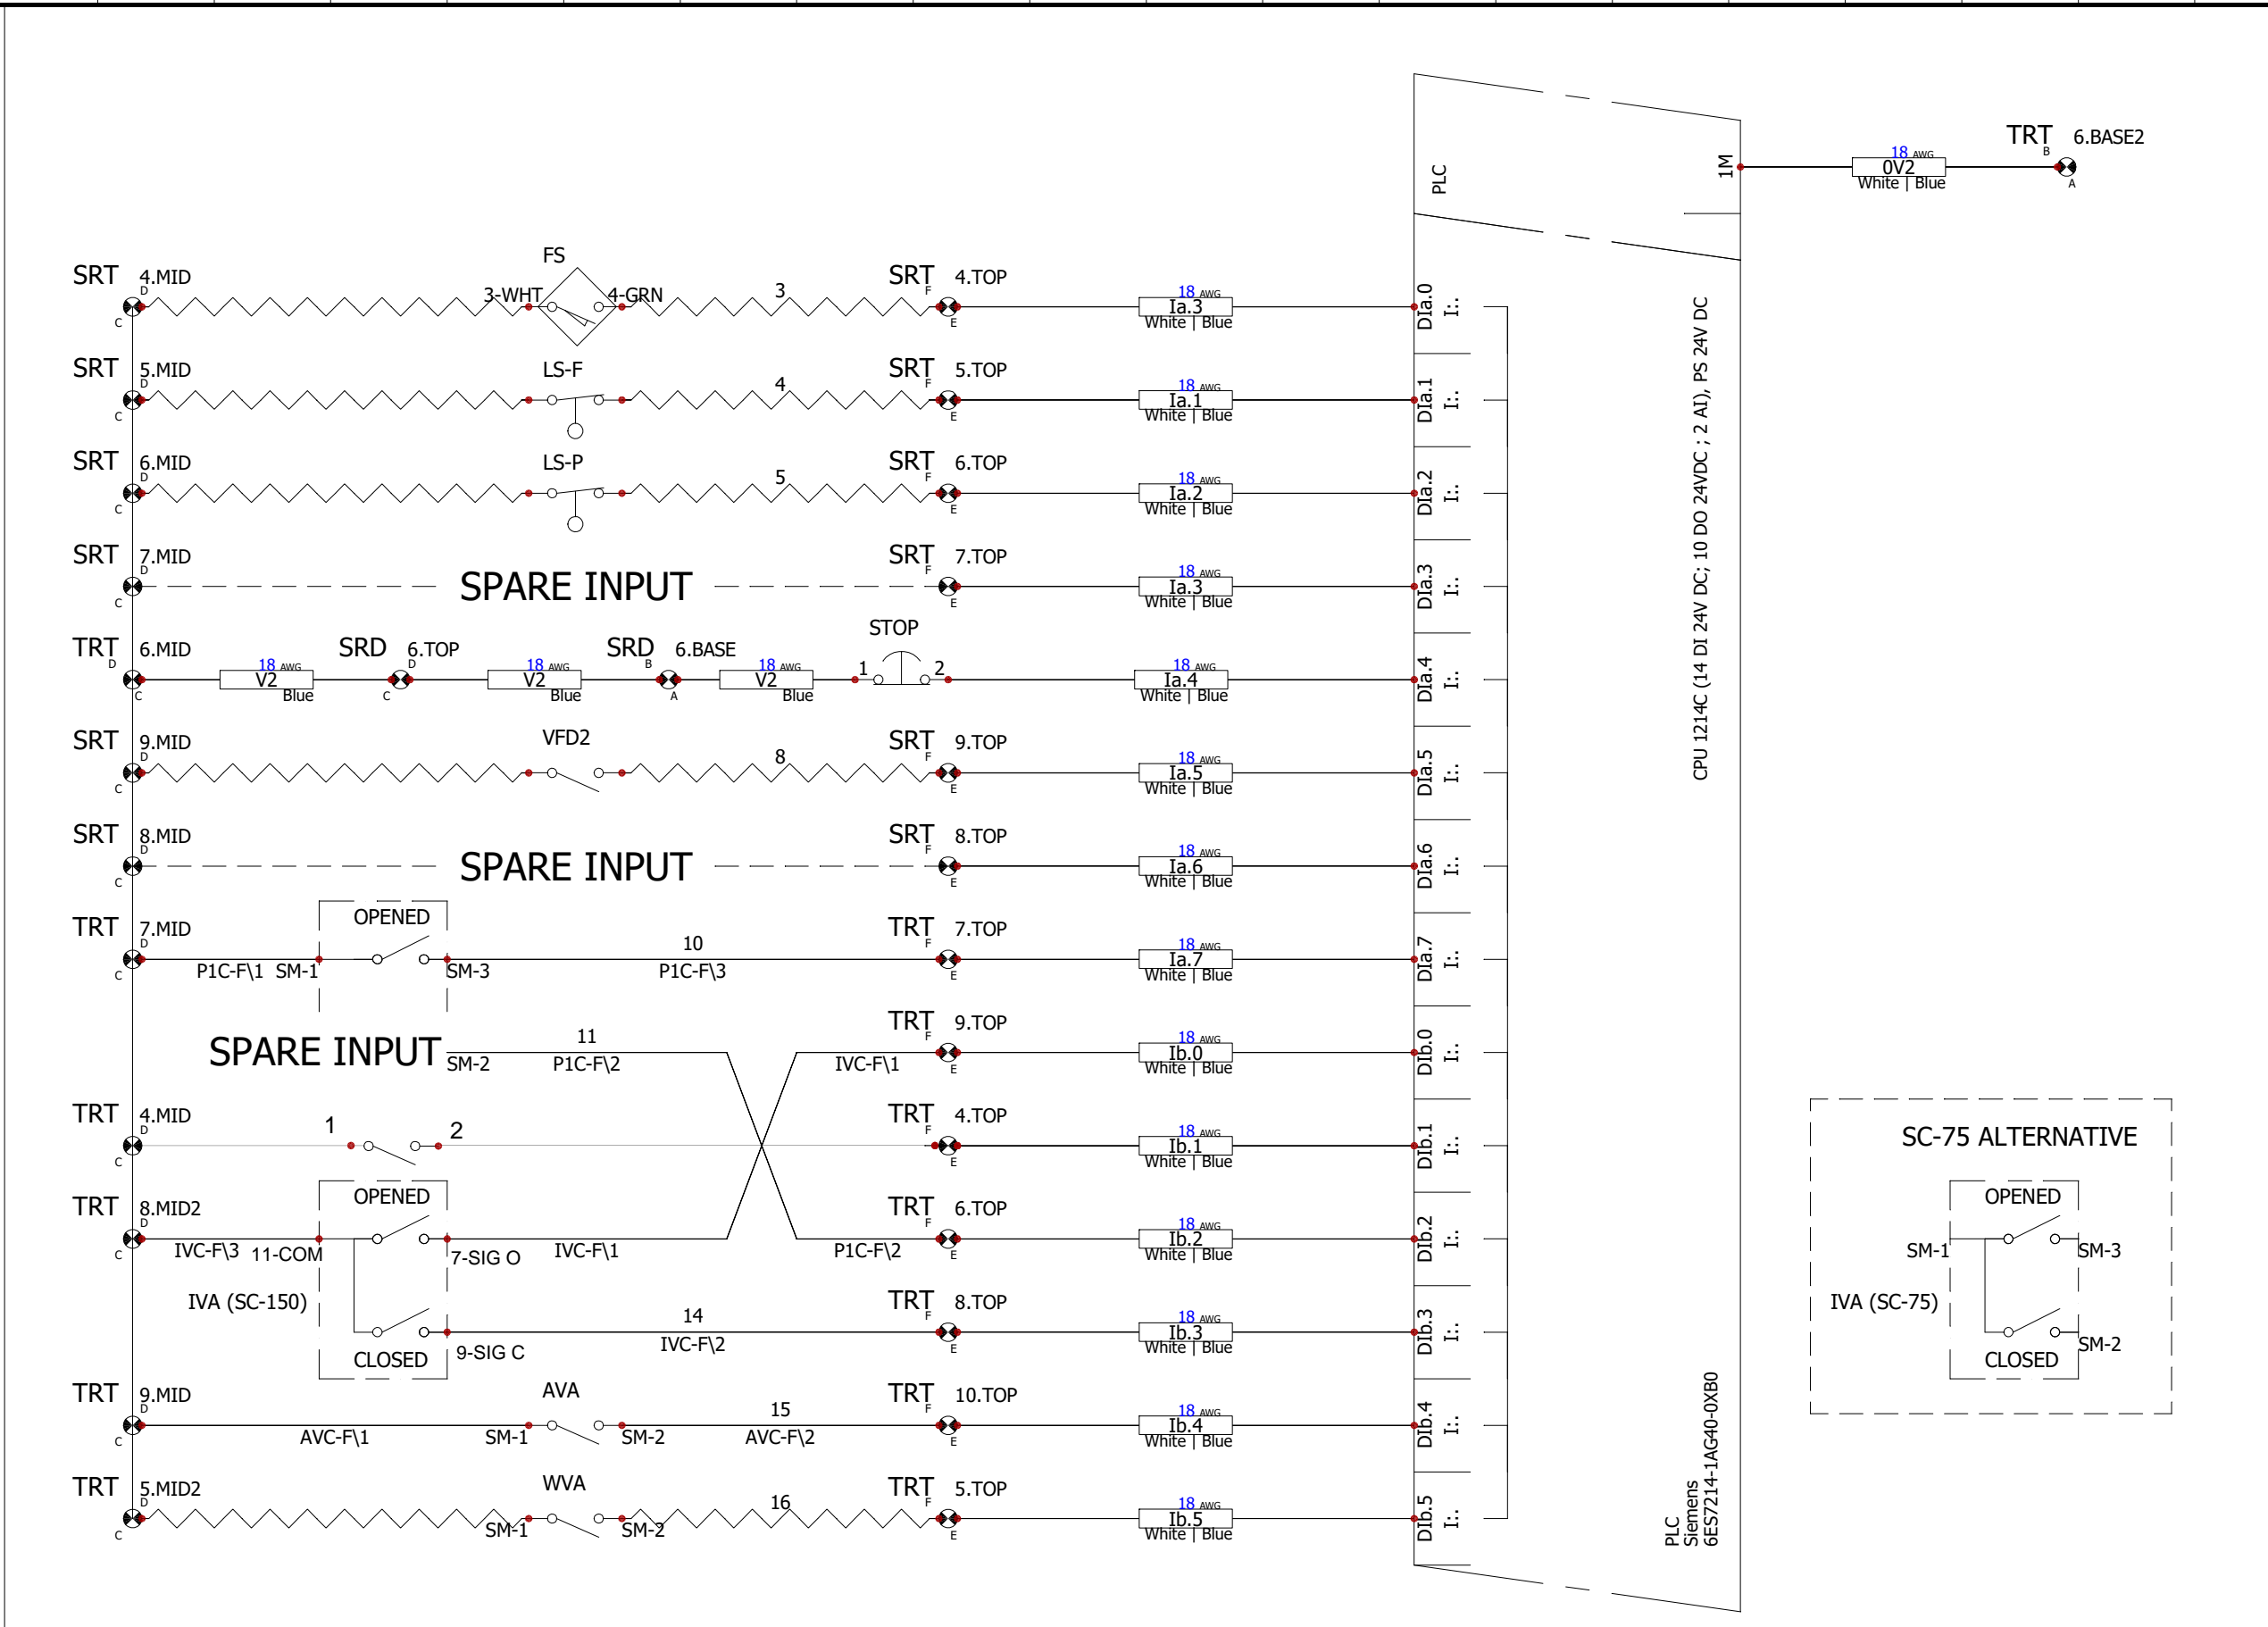 TRT 6.BASE2
B
18 AWG
0V2
White | Blue
A
1M
PLC
FS
SRT 4.MID
D
C
3-WHT
4-GRN
3
SRT 4.TOP
F
E
18 AWG
Ia.3
White | Blue
DIa.0
I:.:
LS-F
SRT 5.MID
D
C
4
SRT 5.TOP
F
E
18 AWG
Ia.1
White | Blue
DIa.1
I:.:
LS-P
SRT 6.MID
D
C
5
SRT 6.TOP
F
E
18 AWG
Ia.2
White | Blue
DIa.2
I:.:
SRT 7.MID
D
C
SPARE INPUT
SRT 7.TOP
F
E
18 AWG
Ia.3
White | Blue
DIa.3
I:.:
TRT 6.MID
D
C
18 AWG
V2
Blue
SRD 6.TOP
D
C
18 AWG
V2
Blue
SRD 6.BASE
B
A
18 AWG
V2
Blue
STOP
1
2
18 AWG
Ia.4
White | Blue
DIa.4
I:.:
SRT 9.MID
D
C
VFD2
8
SRT 9.TOP
F
E
18 AWG
Ia.5
White | Blue
DIa.5
I:.:
SRT 8.MID
D
C
SPARE INPUT
SRT 8.TOP
F
E
18 AWG
Ia.6
White | Blue
DIa.6
I:.:
TRT 7.MID
D
C
OPENED
P1C-F\1 SM-1
SM-3
10
P1C-F\3
TRT 7.TOP
F
E
18 AWG
Ia.7
White | Blue
DIa.7
I:.:
SPARE INPUT
SM-2
11
P1C-F\2
IVC-F\1
TRT 9.TOP
F
E
18 AWG
Ib.0
White | Blue
DIb.0
I:.:
TRT 4.MID
D
C
1
2
TRT 4.TOP
F
E
18 AWG
Ib.1
White | Blue
DIb.1
I:.:
TRT 8.MID2
D
C
OPENED
IVC-F\3 11-COM
7-SIG O
IVC-F\1
P1C-F\2
TRT 6.TOP
F
E
18 AWG
Ib.2
White | Blue
DIb.2
I:.:
IVA (SC-150)
CLOSED
9-SIG C
14
IVC-F\2
TRT 8.TOP
F
E
18 AWG
Ib.3
White | Blue
DIb.3
I:.:
TRT 9.MID
D
C
AVC-F\1
AVA
SM-1
SM-2
15
AVC-F\2
TRT 10.TOP
F
E
18 AWG
Ib.4
White | Blue
DIb.4
I:.:
TRT 5.MID2
D
C
WVA
SM-1
SM-2
16
TRT 5.TOP
F
E
18 AWG
Ib.5
White | Blue
DIb.5
I:.:
CPU 1214C (14 DI 24V DC; 10 DO 24VDC ; 2 AI), PS 24V DC
PLC
Siemens
6ES7214-1AG40-0XB0
SC-75 ALTERNATIVE
OPENED
SM-1
SM-3
IVA (SC-75)
SM-2
CLOSED